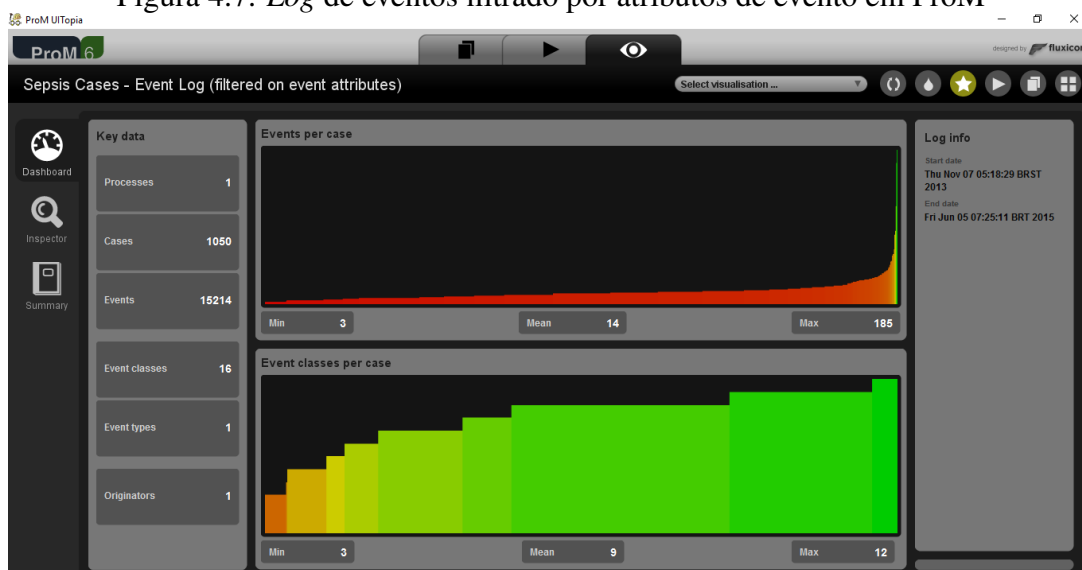 Figura 4.7: Log de eventos filtrado por atributos de evento em ProM
ProM UITopia
ProM 6
designed by fluxicon
Sepsis Cases - Event Log (filtered on event attributes)
Select visualisation ...
Dashboard
Inspector
Summary
Key data
Processes 1
Cases 1050
Events 15214
Event classes 16
Event types 1
Originators 1
Events per case
Min 3
Mean 14
Max 185
Event classes per case
Min 3
Mean 9
Max 12
Log info
Start date
Thu Nov 07 05:18:29 BRST
2013
End date
Fri Jun 05 07:25:11 BRT 2015